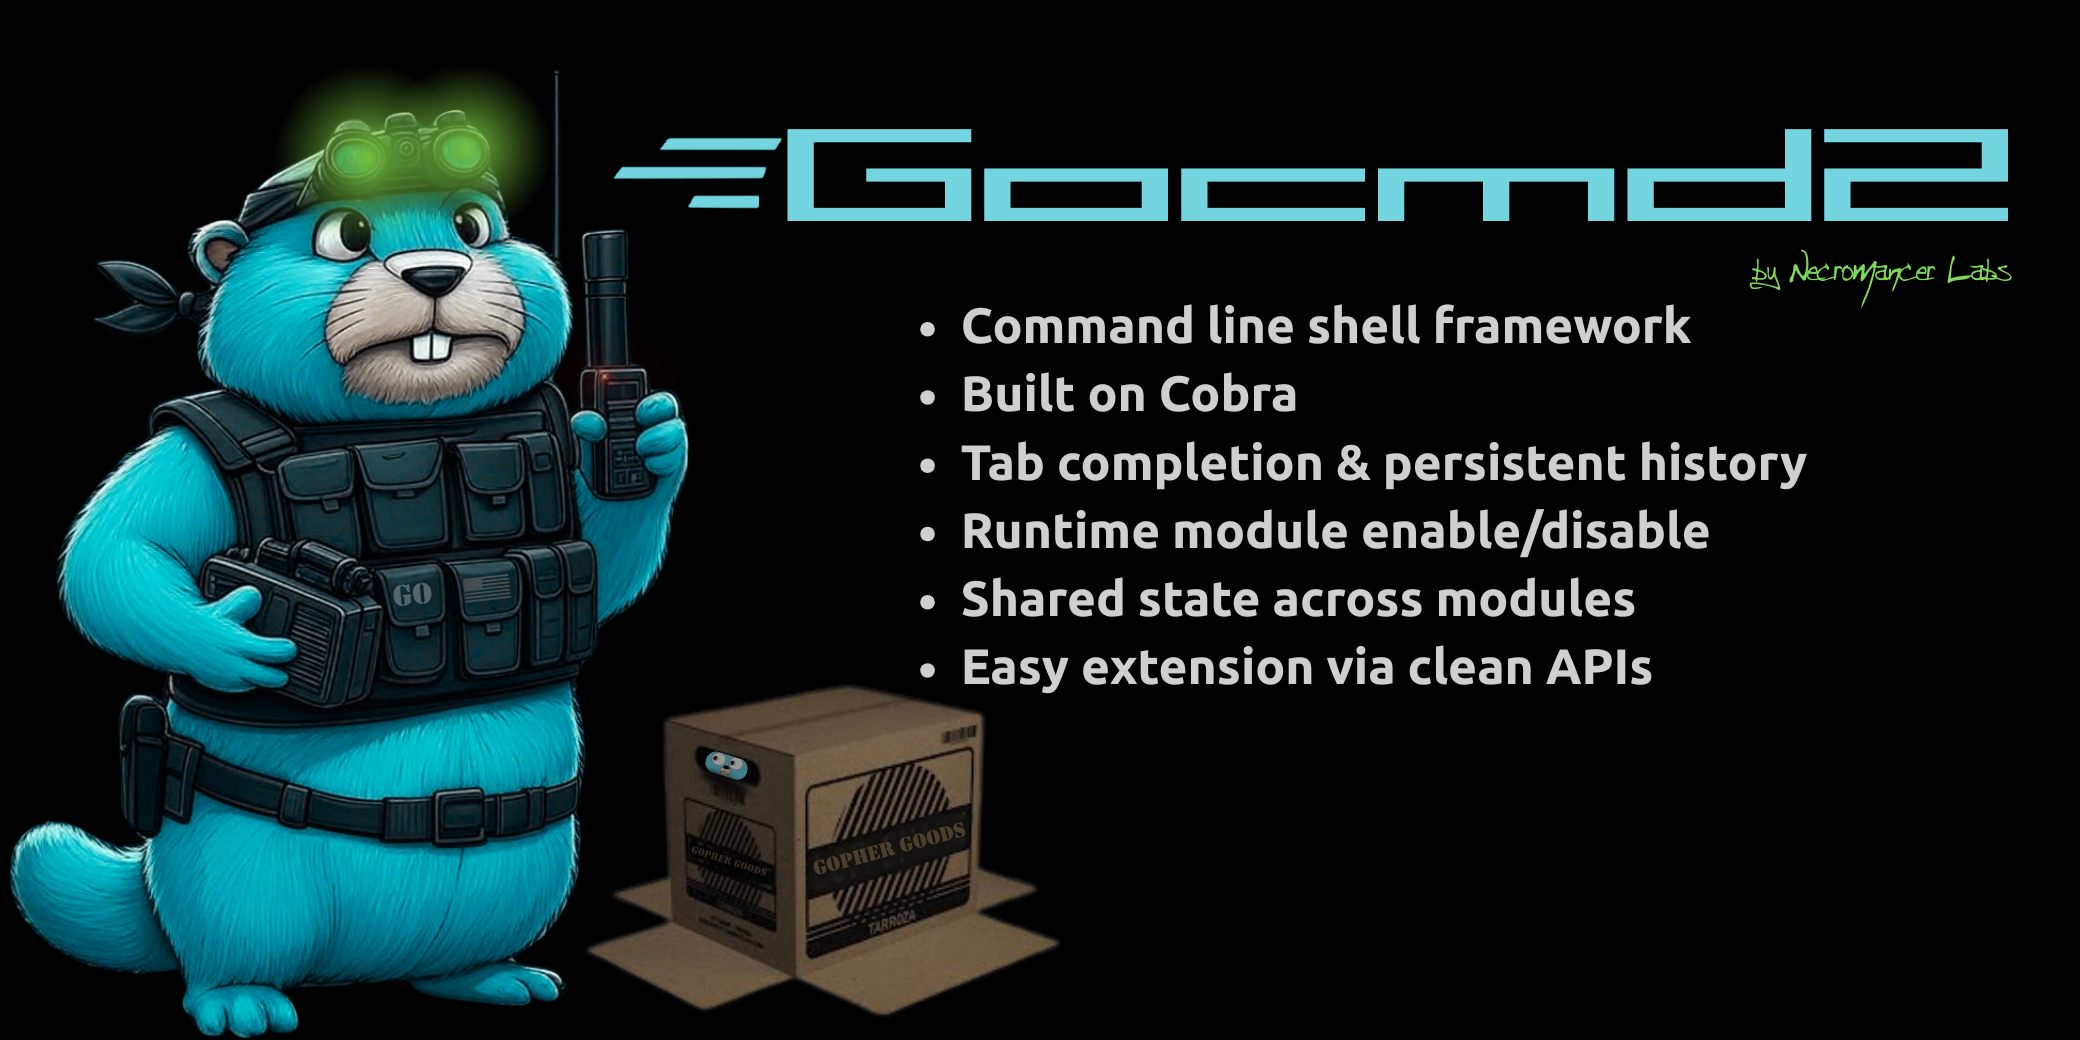 Gocmd2
by Necromancer Labs
• Command line shell framework
• Built on Cobra
• Tab completion & persistent history
• Runtime module enable/disable
• Shared state across modules
• Easy extension via clean APIs
GO
GOPHER GOODS
GOPHER GOODS
TARROZA